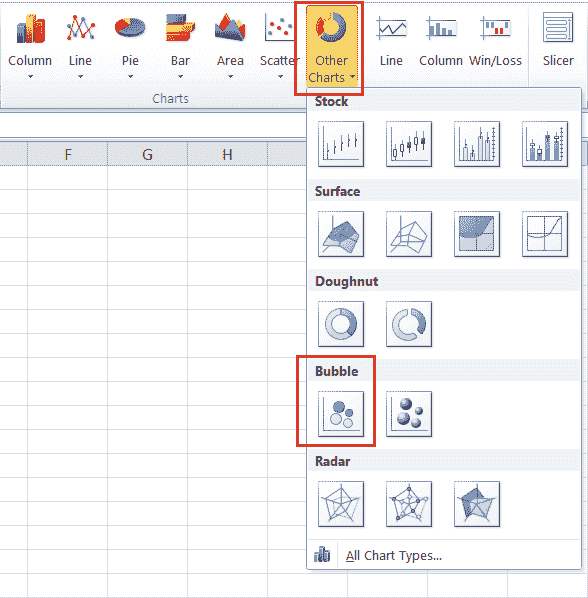 Column Line Pie Bar Area Scatter Other Charts Line Column Win/Loss Slicer
Charts
F G H
Stock
Surface
Doughnut
Bubble
Radar
All Chart Types...